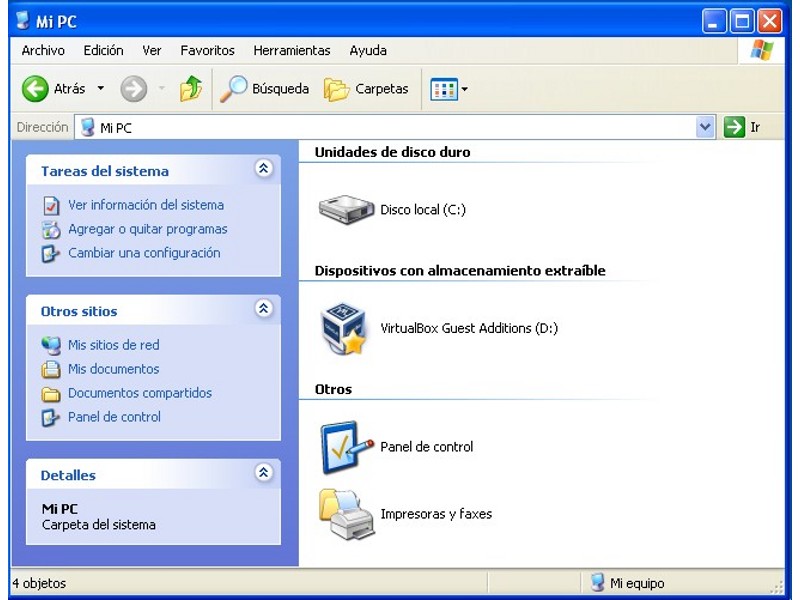 Mi PC
Archivo Edición Ver Favoritos Herramientas Ayuda
Atrás Búsqueda Carpetas
Dirección Mi PC Ir
Tareas del sistema
Ver información del sistema
Agregar o quitar programas
Cambiar una configuración
Otros sitios
Mis sitios de red
Mis documentos
Documentos compartidos
Panel de control
Detalles
Mi PC
Carpeta del sistema
Unidades de disco duro
Disco local (C:)
Dispositivos con almacenamiento extraíble
VirtualBox Guest Additions (D:)
Otros
Panel de control
Impresoras y faxes
4 objetos Mi equipo